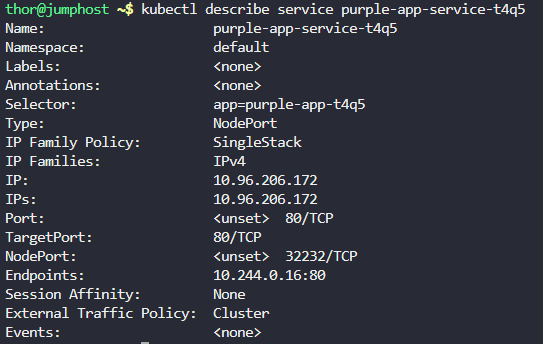 thor@jumphost ~$ kubectl describe service purple-app-service-t4q5
Name:                     purple-app-service-t4q5
Namespace:                default
Labels:                   <none>
Annotations:              <none>
Selector:                 app=purple-app-t4q5
Type:                     NodePort
IP Family Policy:         SingleStack
IP Families:              IPv4
IP:                       10.96.206.172
IPs:                      10.96.206.172
Port:                     <unset>  80/TCP
TargetPort:               80/TCP
NodePort:                 <unset>  32232/TCP
Endpoints:                10.244.0.16:80
Session Affinity:         None
External Traffic Policy:  Cluster
Events:                   <none>